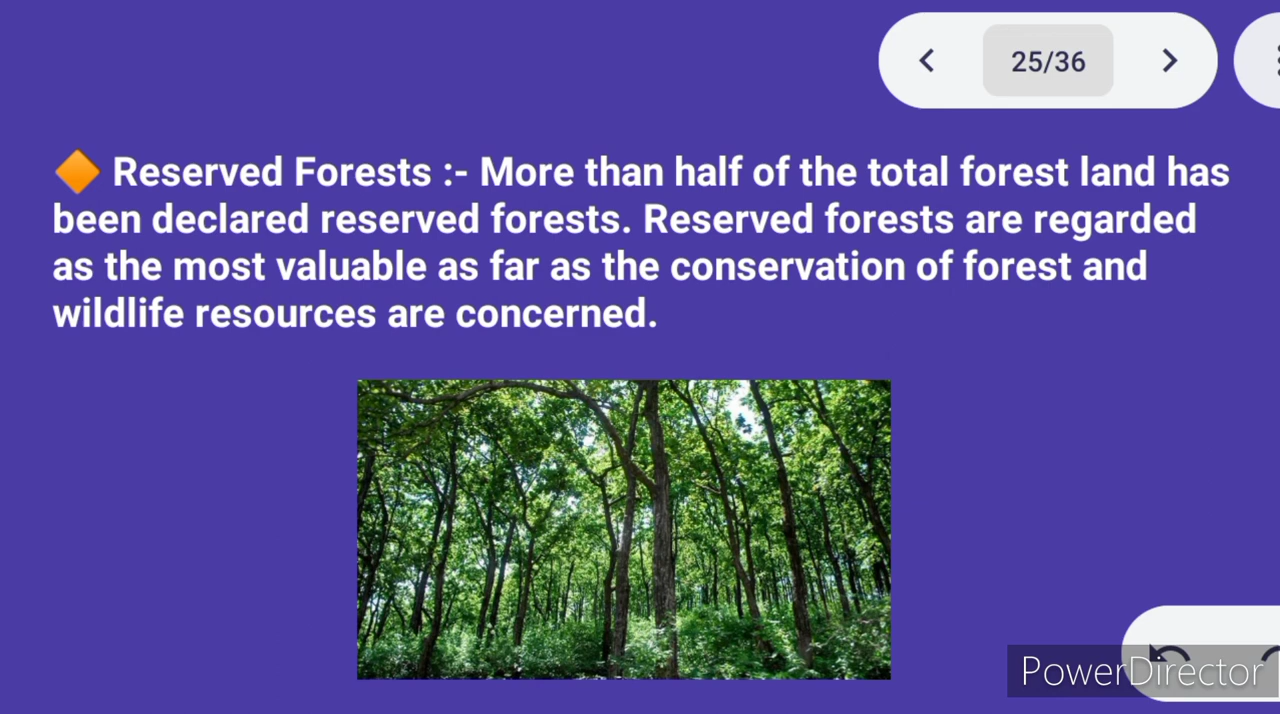 25/36
🔶 Reserved Forests :- More than half of the total forest land has
been declared reserved forests. Reserved forests are regarded
as the most valuable as far as the conservation of forest and
wildlife resources are concerned.
PowerDirector